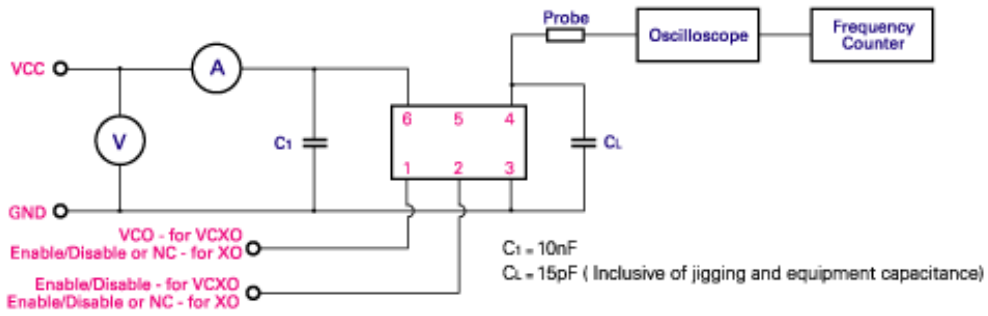 Probe
Oscilloscope
Frequency
Counter
VCC
A
V
C1
6 5 4
1 2 3
CL
GND
VCO - for VCXO
Enable/Disable or NC - for XO
Enable/Disable - for VCXO
Enable/Disable or NC - for XO
C1 = 10nF
CL = 15pF ( Inclusive of jigging and equipment capacitance)